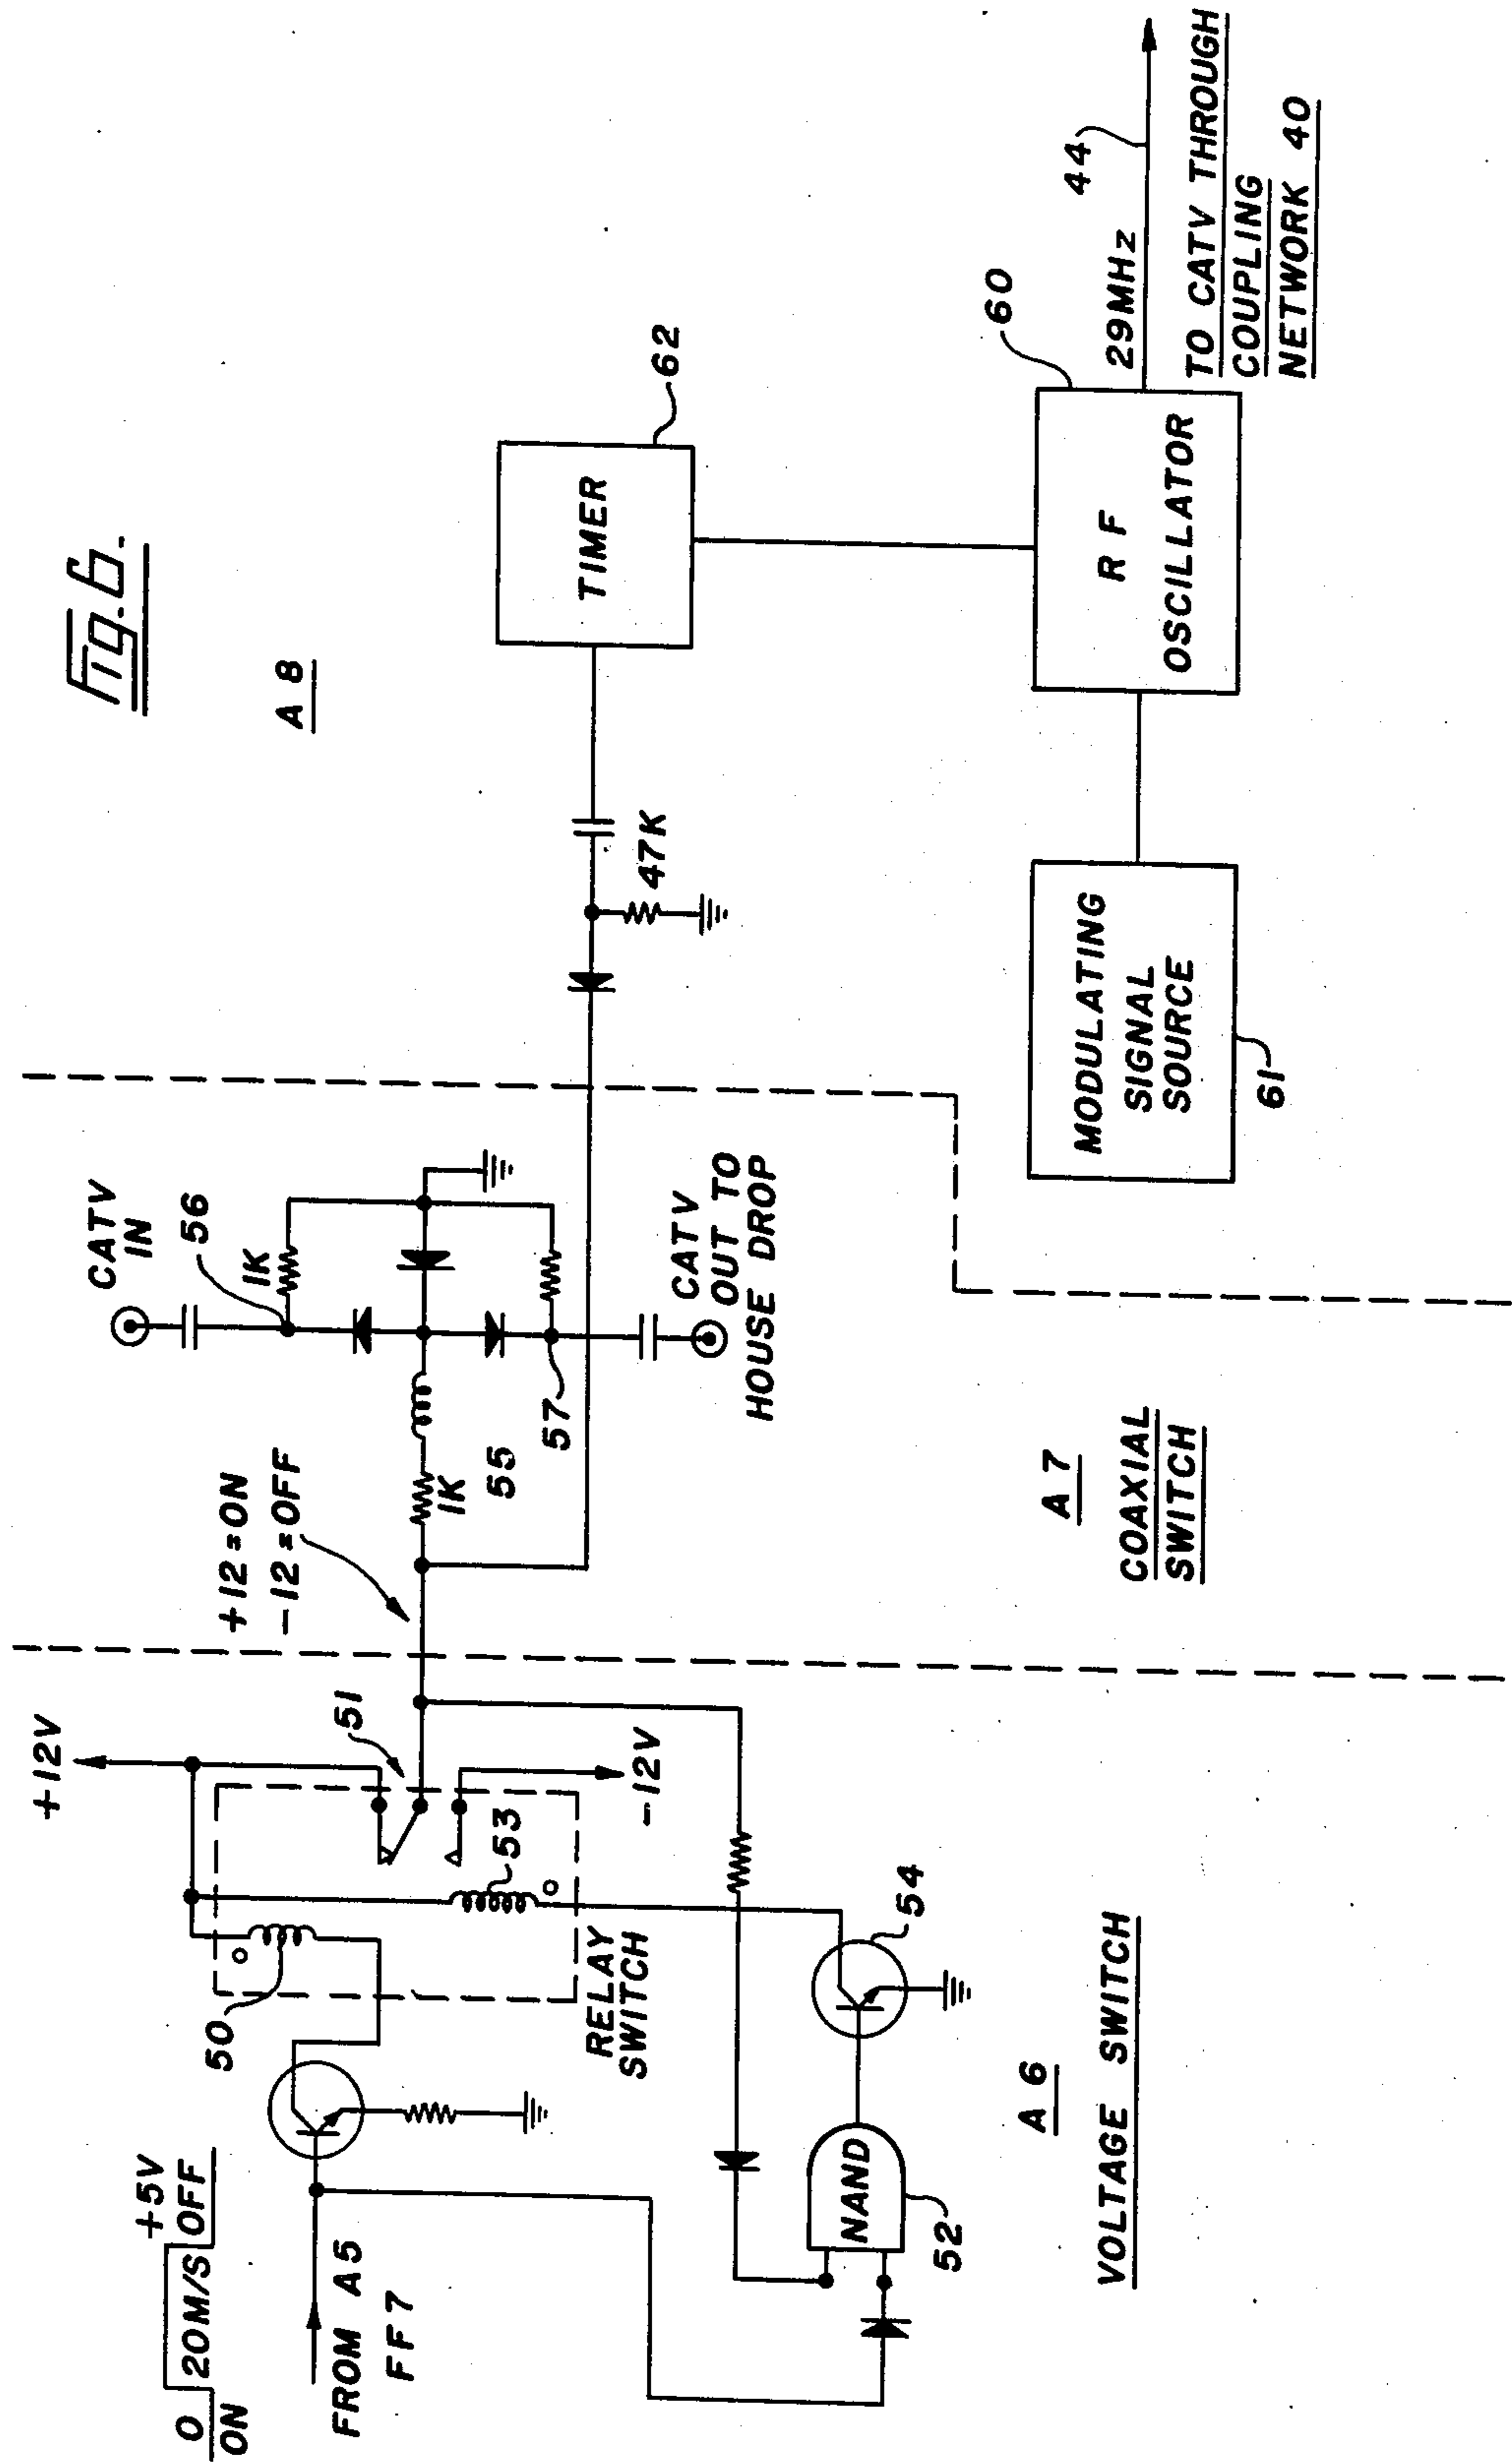 Fig. 6.
A 8
+5V
0 20M/S OFF
ON
FROM A5
FF7
50
+12V
51
53
-12V
RELAY
SWITCH
NAND
52
54
A 6
VOLTAGE SWITCH
+12=ON
-12=OFF
1K
55
CATV
IN
56
1K
57
CATV
OUT TO
HOUSE DROP
A 7
COAXIAL
SWITCH
47K
TIMER
62
MODULATING
SIGNAL
SOURCE
61
R F
OSCILLATOR
60
29MHz
44
TO CATV THROUGH
COUPLING
NETWORK 40